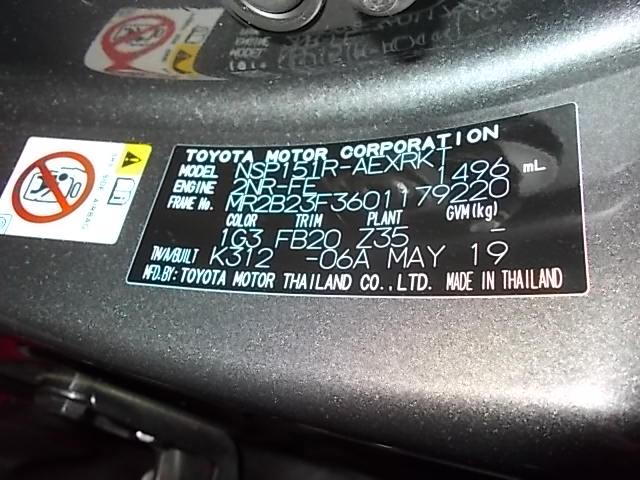 TOYOTA MOTOR CORPORATION
MODEL NSP151R-AEXRKT
ENGINE 2NR-FE 1496 mL
FRAME No. MR2B23F3601179220
COLOR TRIM PLANT GVM(kg)
1G3 FB20 Z35 –
TM/A/BUILT K312 -06A MAY 19
MFD.BY: TOYOTA MOTOR THAILAND CO.,LTD. MADE IN THAILAND
SIDE AIRBAG